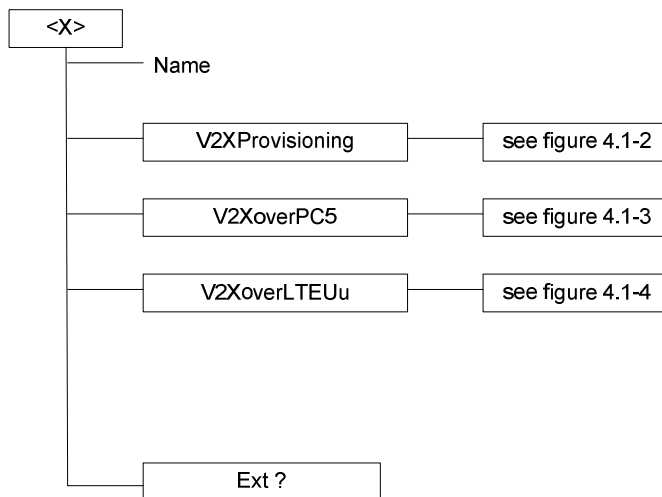 <X>
Name
V2XProvisioning
see figure 4.1-2
V2XoverPC5
see figure 4.1-3
V2XoverLTEUu
see figure 4.1-4
Ext ?